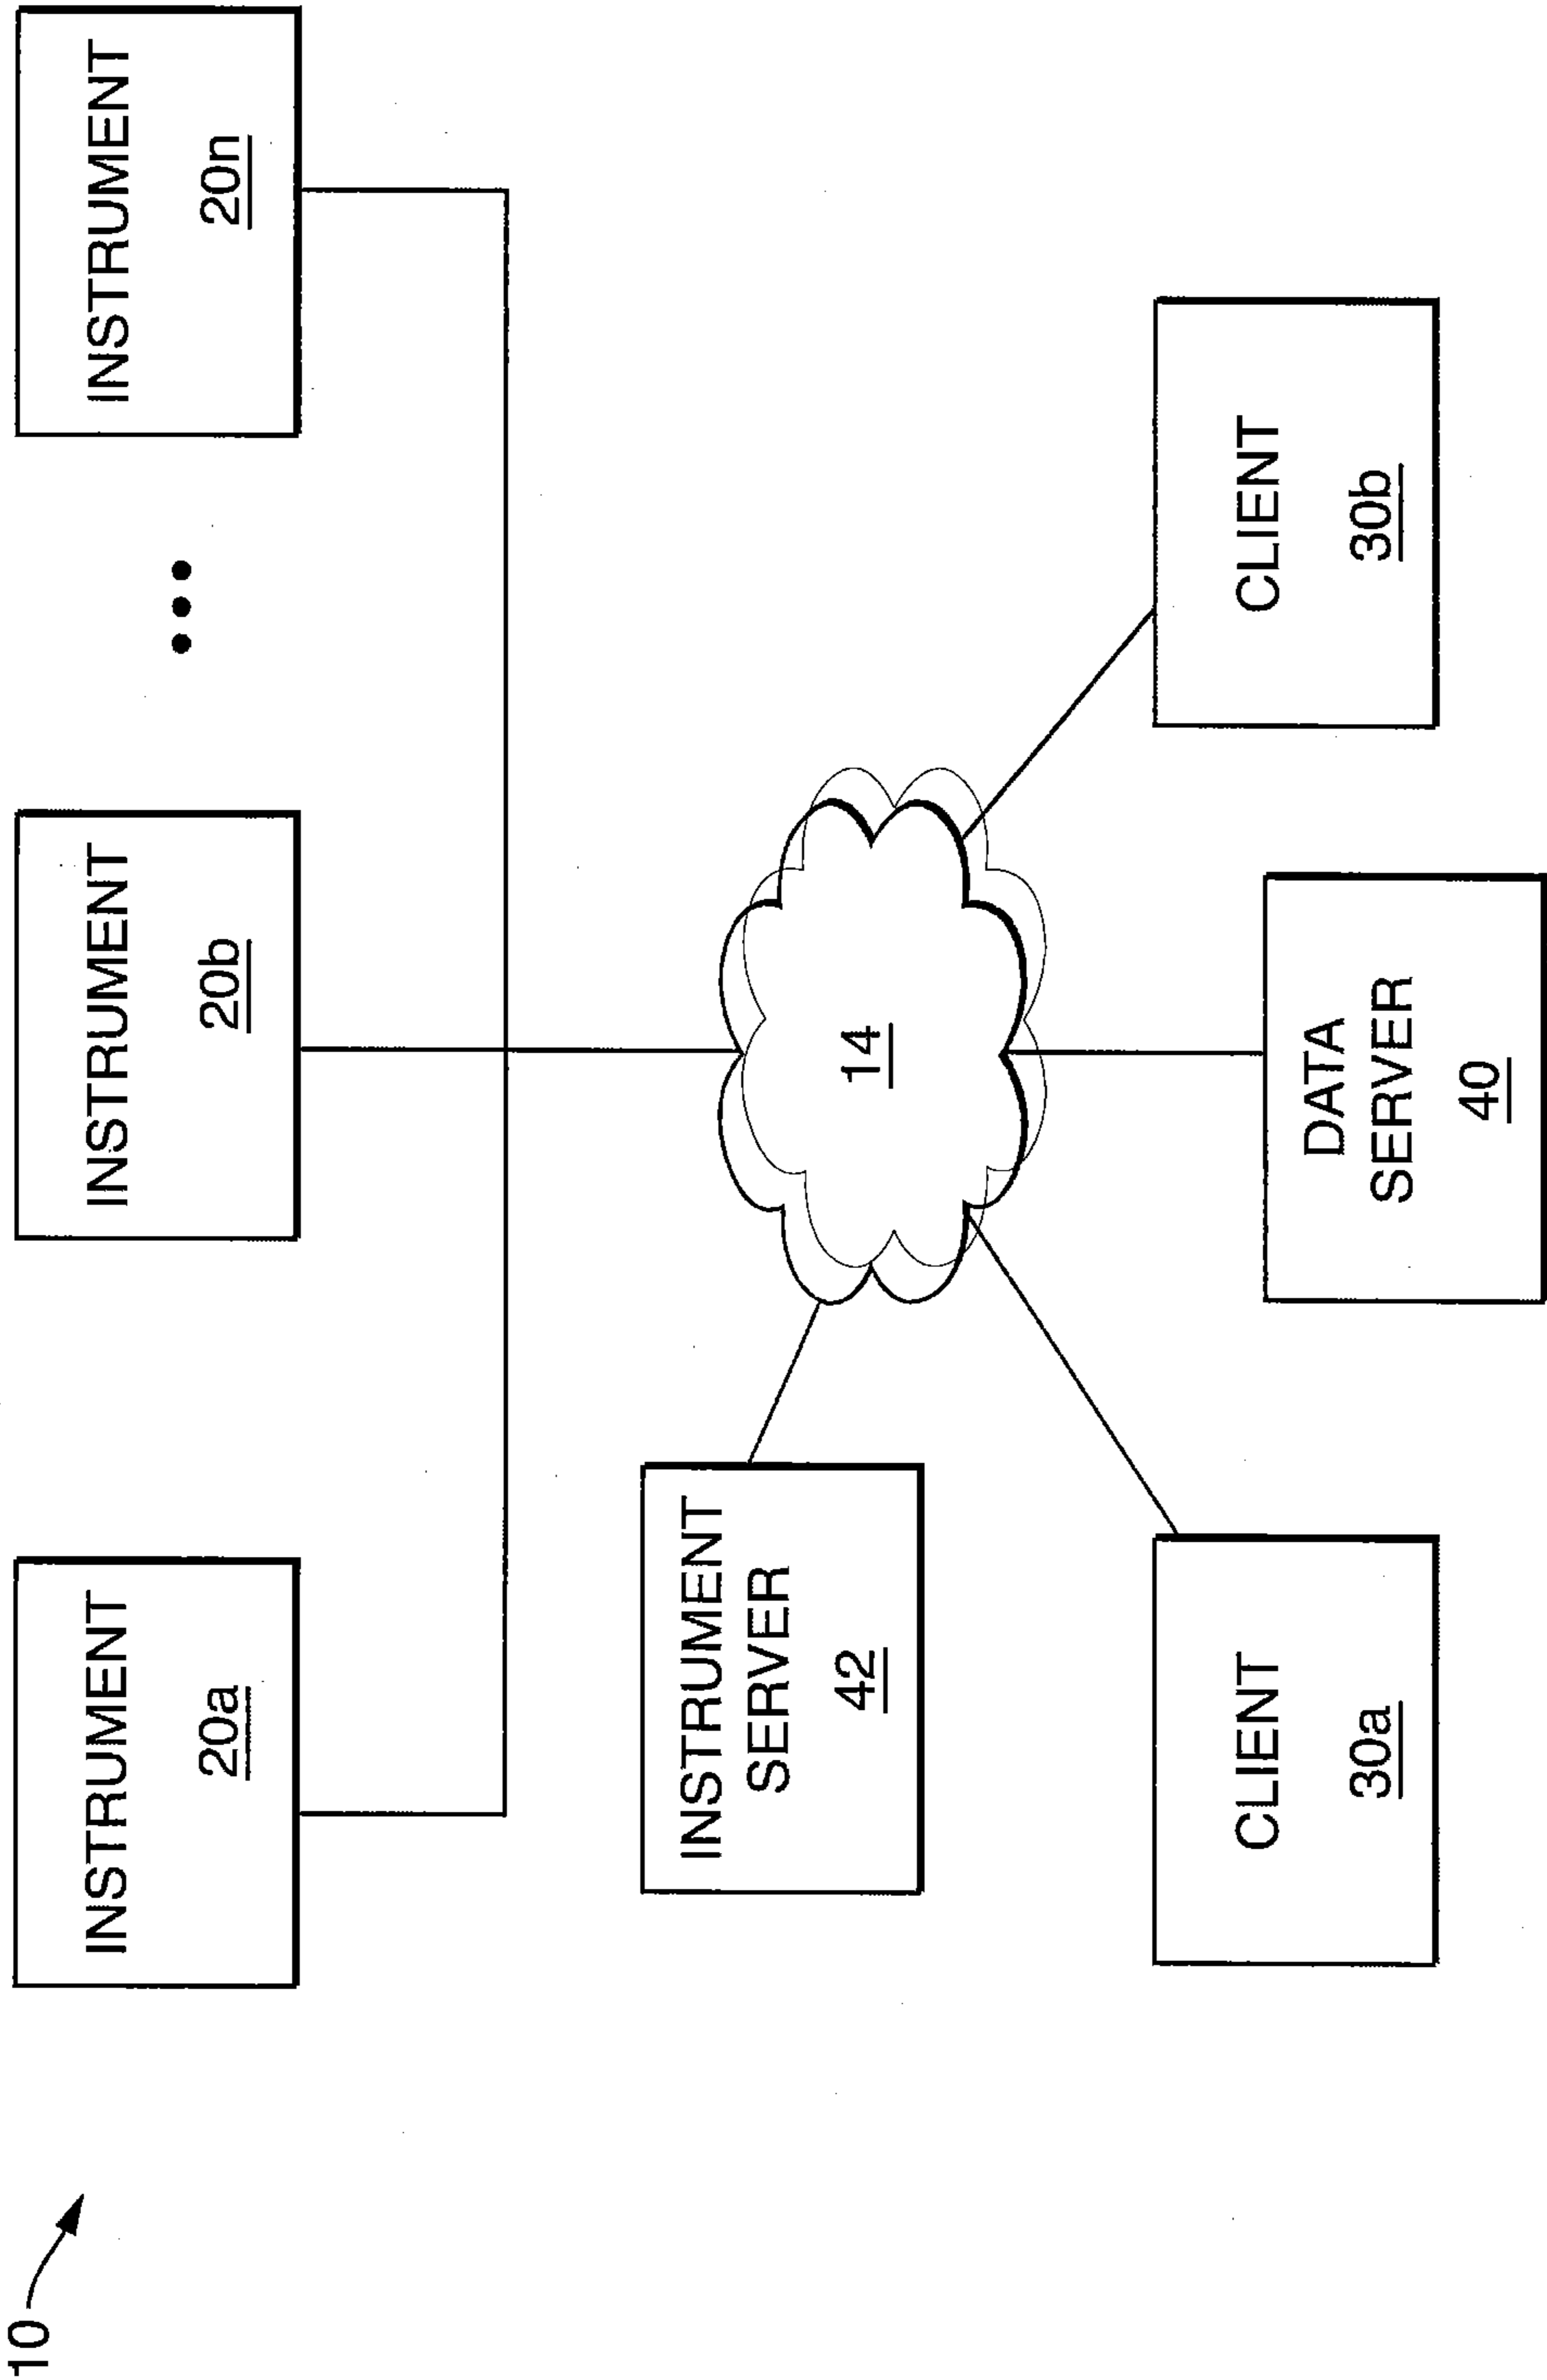 10
INSTRUMENT
20a
INSTRUMENT
20b
INSTRUMENT
20n
INSTRUMENT
SERVER
42
14
CLIENT
30a
DATA
SERVER
40
CLIENT
30b